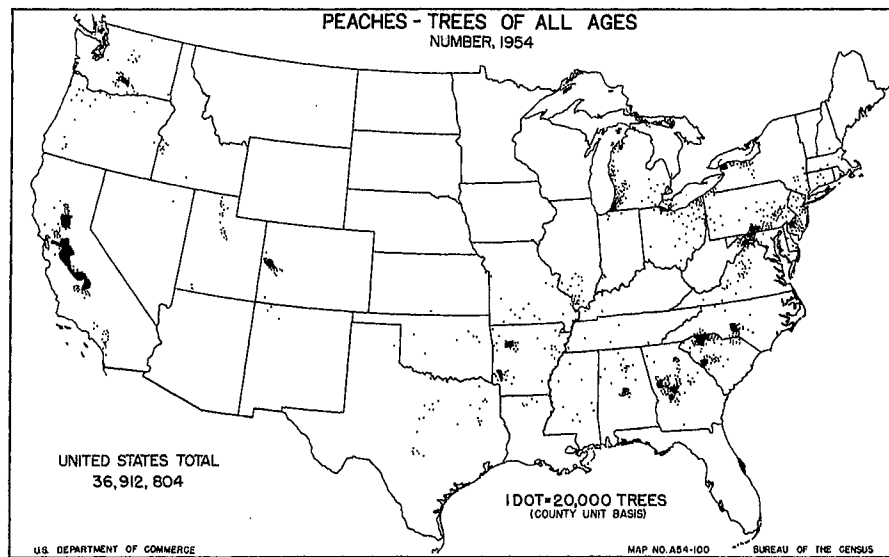 PEACHES - TREES OF ALL AGES
NUMBER, 1954
UNITED STATES TOTAL
36,912,804
1 DOT=20,000 TREES
(COUNTY UNIT BASIS)
U.S. DEPARTMENT OF COMMERCE
MAP NO. A54-100
BUREAU OF THE CENSUS